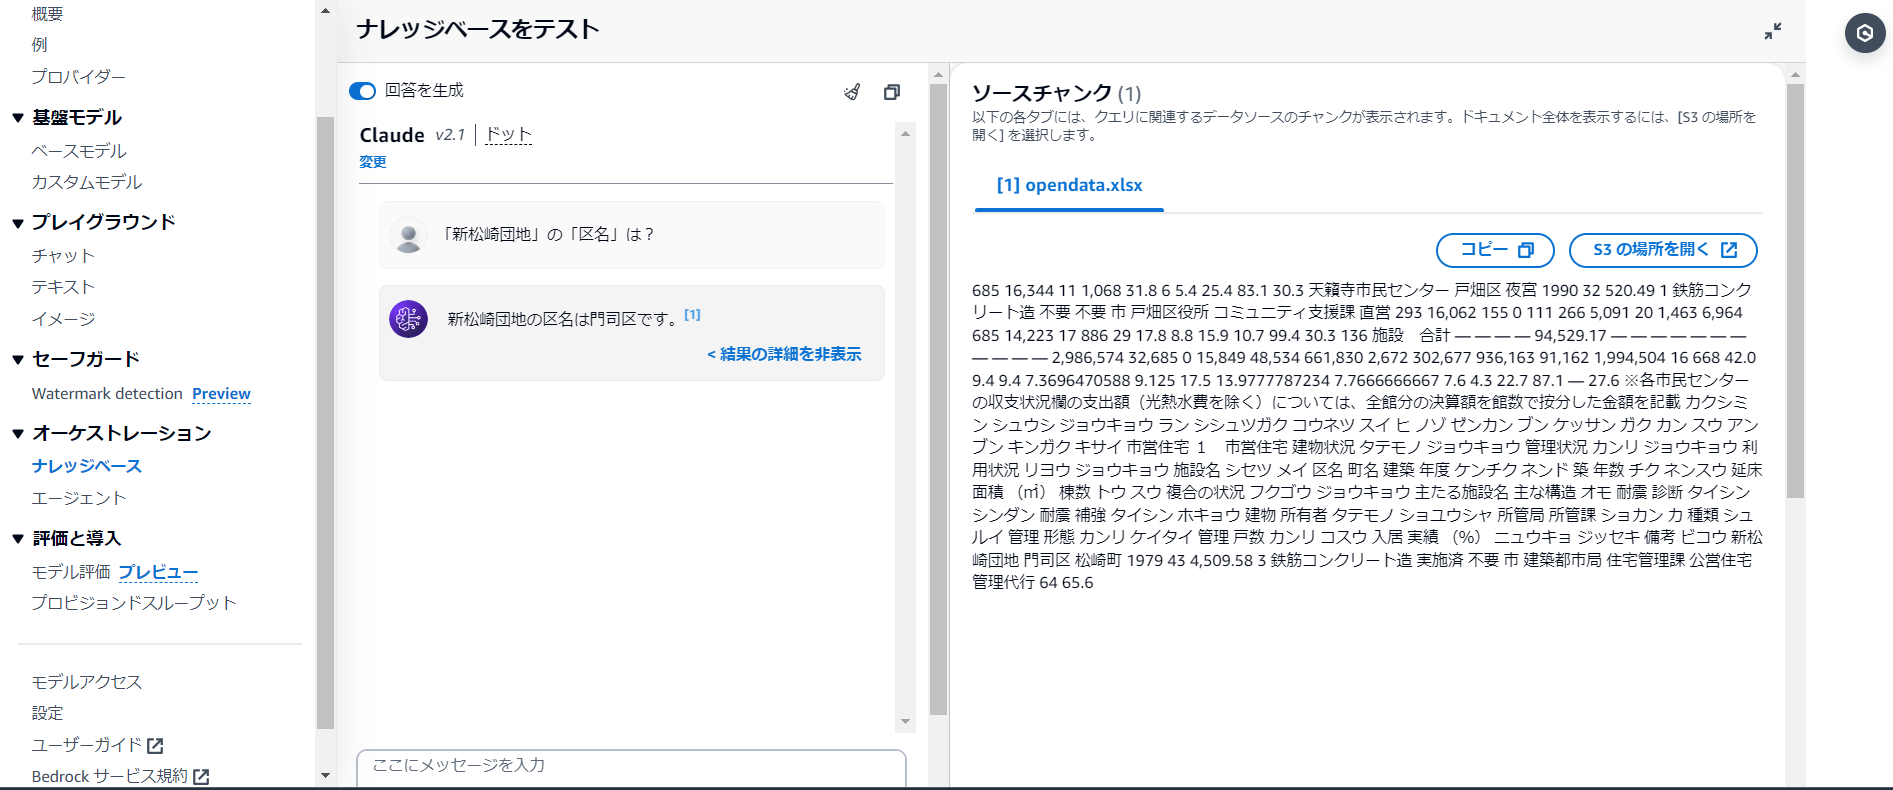 概要
例
プロバイダー
▼ 基盤モデル
ベースモデル
カスタムモデル
▼ プレイグラウンド
チャット
テキスト
イメージ
▼ セーフガード
Watermark detection Preview
▼ オーケストレーション
ナレッジベース
エージェント
▼ 評価と導入
モデル評価 プレビュー
プロビジョンドスループット
モデルアクセス
設定
ユーザーガイド
Bedrock サービス規約
ナレッジベースをテスト
回答を生成
Claude v2.1 | ドット
変更
「新松崎団地」の「区名」は？
新松崎団地の区名は門司区です。[1]
< 結果の詳細を非表示
ここにメッセージを入力
ソースチャンク (1)
以下の各タブには、クエリに関連するデータソースのチャンクが表示されます。ドキュメント全体を表示するには、[S3 の場所を
開く] を選択します。
[1] opendata.xlsx
コピー
S3 の場所を開く
685 16,344 11 1,068 31.8 6 5.4 25.4 83.1 30.3 天籟寺市民センター 戸畑区 夜宮 1990 32 520.49 1 鉄筋コンク
リート造 不要 不要 市 戸畑区役所 コミュニティ支援課 直営 293 16,062 155 0 111 266 5,091 20 1,463 6,964
685 14,223 17 886 29 17.8 8.8 15.9 10.7 99.4 30.3 136 施設　合計 — — — — 94,529.17 — — — — — — —
— — — — 2,986,574 32,685 0 15,849 48,534 661,830 2,672 302,677 936,163 91,162 1,994,504 16 668 42.0
9.4 9.4 7.3696470588 9.125 17.5 13.9777787234 7.7666666667 7.6 4.3 22.7 87.1 — 27.6 ※各市民センター
の収支状況欄の支出額（光熱水費を除く）については、全館分の決算額を館数で按分した金額を記載 カクシミ
ン シュウシ ジョウキョウ ラン シシュツガク コウネツ スイ ヒ ノゾ ゼンカン ブン ケッサン ガク カン スウ アン
ブン キンガク キサイ 市営住宅 １　市営住宅 建物状況 タテモノ ジョウキョウ 管理状況 カンリ ジョウキョウ 利
用状況 リヨウ ジョウキョウ 施設名 シセツ メイ 区名 町名 建築 年度 ケンチク ネンド 築 年数 チク ネンスウ 延床
面積 （㎡） 棟数 トウ スウ 複合の状況 フクゴウ ジョウキョウ 主たる施設名 主な構造 オモ 耐震 診断 タイシン
シンダン 耐震 補強 タイシン ホキョウ 建物 所有者 タテモノ ショユウシャ 所管局 所管課 ショカン カ 種類 シュ
ルイ 管理 形態 カンリ ケイタイ 管理 戸数 カンリ コスウ 入居 実績 （%） ニュウキョ ジッセキ 備考 ビコウ 新松
崎団地 門司区 松崎町 1979 43 4,509.58 3 鉄筋コンクリート造 実施済 不要 市 建築都市局 住宅管理課 公営住宅
管理代行 64 65.6